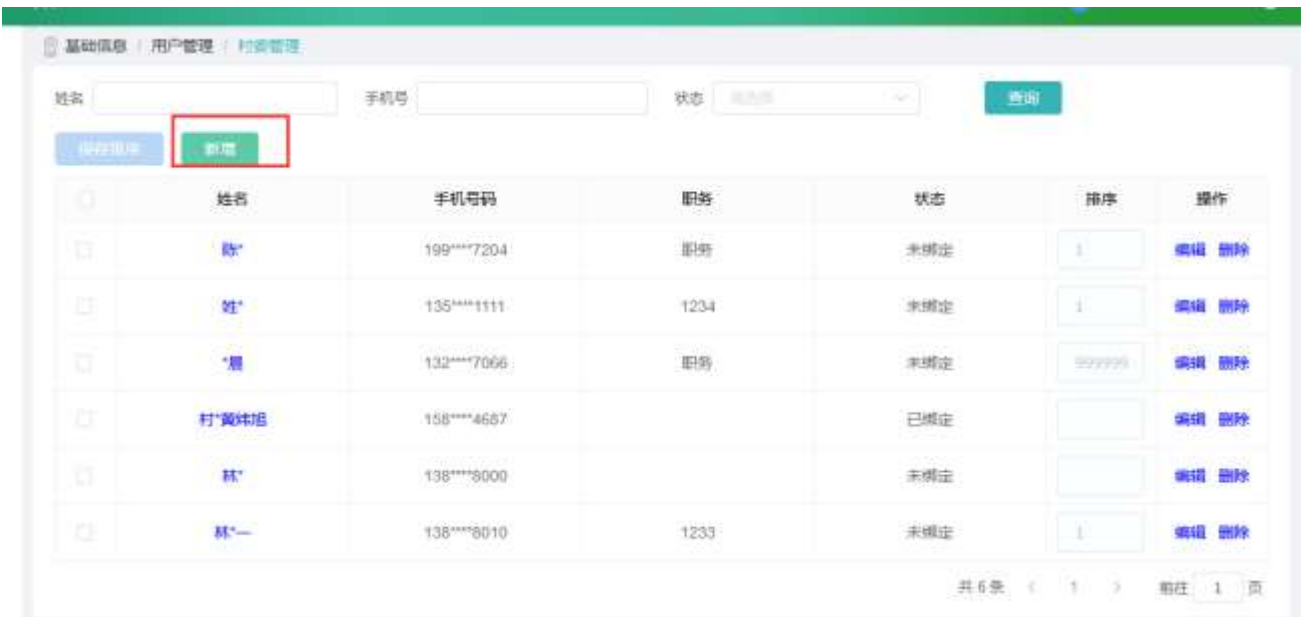 基础信息 / 用户管理 / 村委管理
姓名 手机号 状态 请选择 查询
保存排序 新增
姓名 手机号码 职务 状态 排序 操作
陈* 199****7204 职务 未绑定 1 编辑 删除
姓* 135****1111 1234 未绑定 1 编辑 删除
*晨 132****7066 职务 未绑定 999999 编辑 删除
村*黄炜旭 158****4687 已绑定 编辑 删除
林* 138****8000 未绑定 编辑 删除
林*一 138****8010 1233 未绑定 1 编辑 删除
共 6 条 < 1 > 前往 1 页